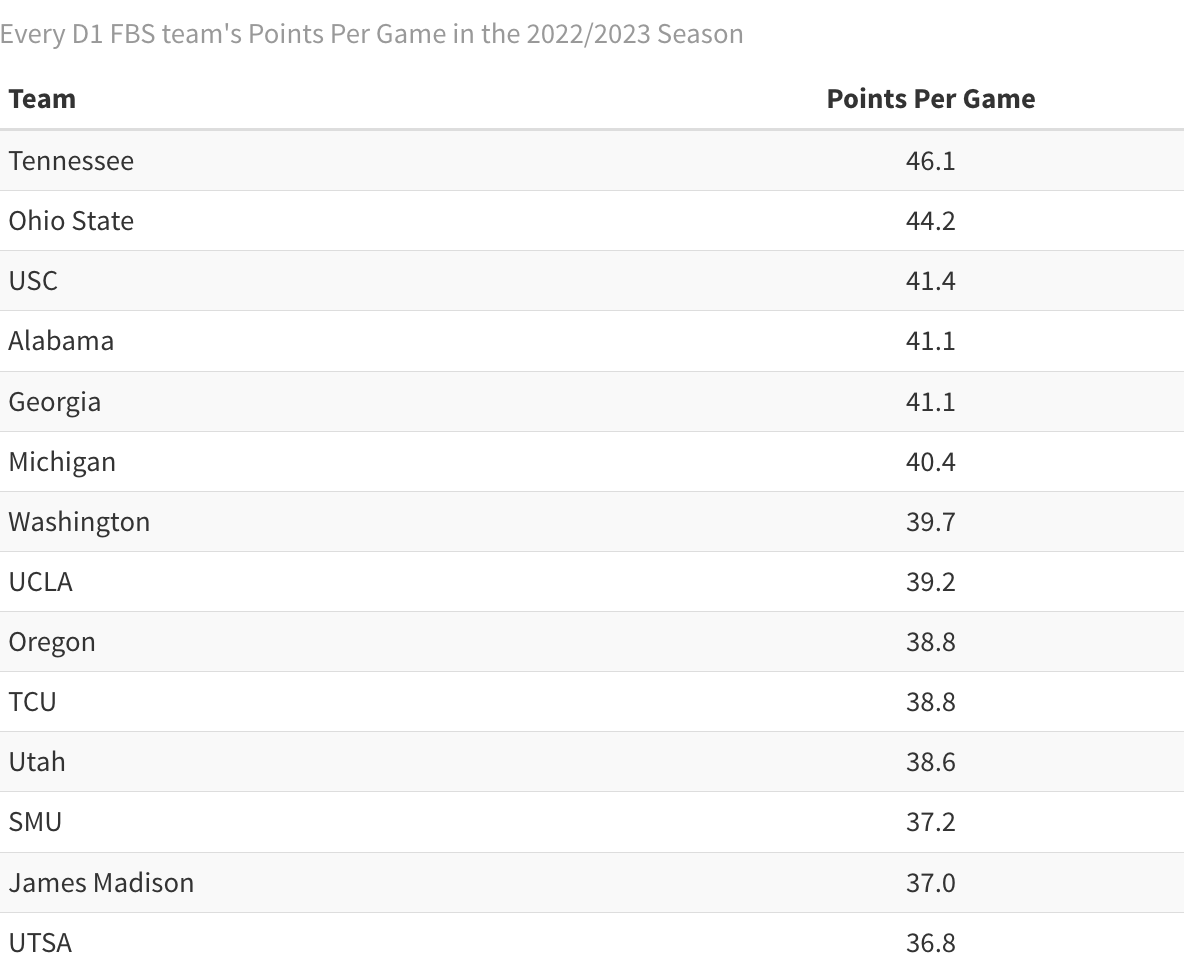 Every D1 FBS team's Points Per Game in the 2022/2023 Season
Team Points Per Game
Tennessee 46.1
Ohio State 44.2
USC 41.4
Alabama 41.1
Georgia 41.1
Michigan 40.4
Washington 39.7
UCLA 39.2
Oregon 38.8
TCU 38.8
Utah 38.6
SMU 37.2
James Madison 37.0
UTSA 36.8